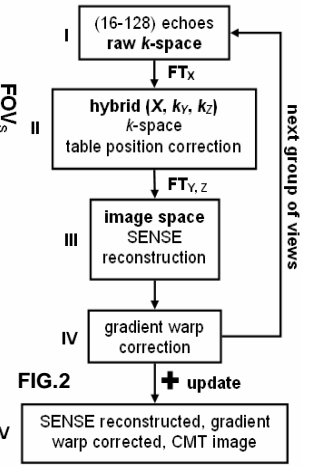 I
(16-128) echoes
raw k-space
FTX
FOVs
II
hybrid (X, kY, kZ)
k-space
table position correction
FTY, Z
next group of views
III
image space
SENSE
reconstruction
IV
gradient warp
correction
FIG.2
+ update
V
SENSE reconstructed, gradient
warp corrected, CMT image